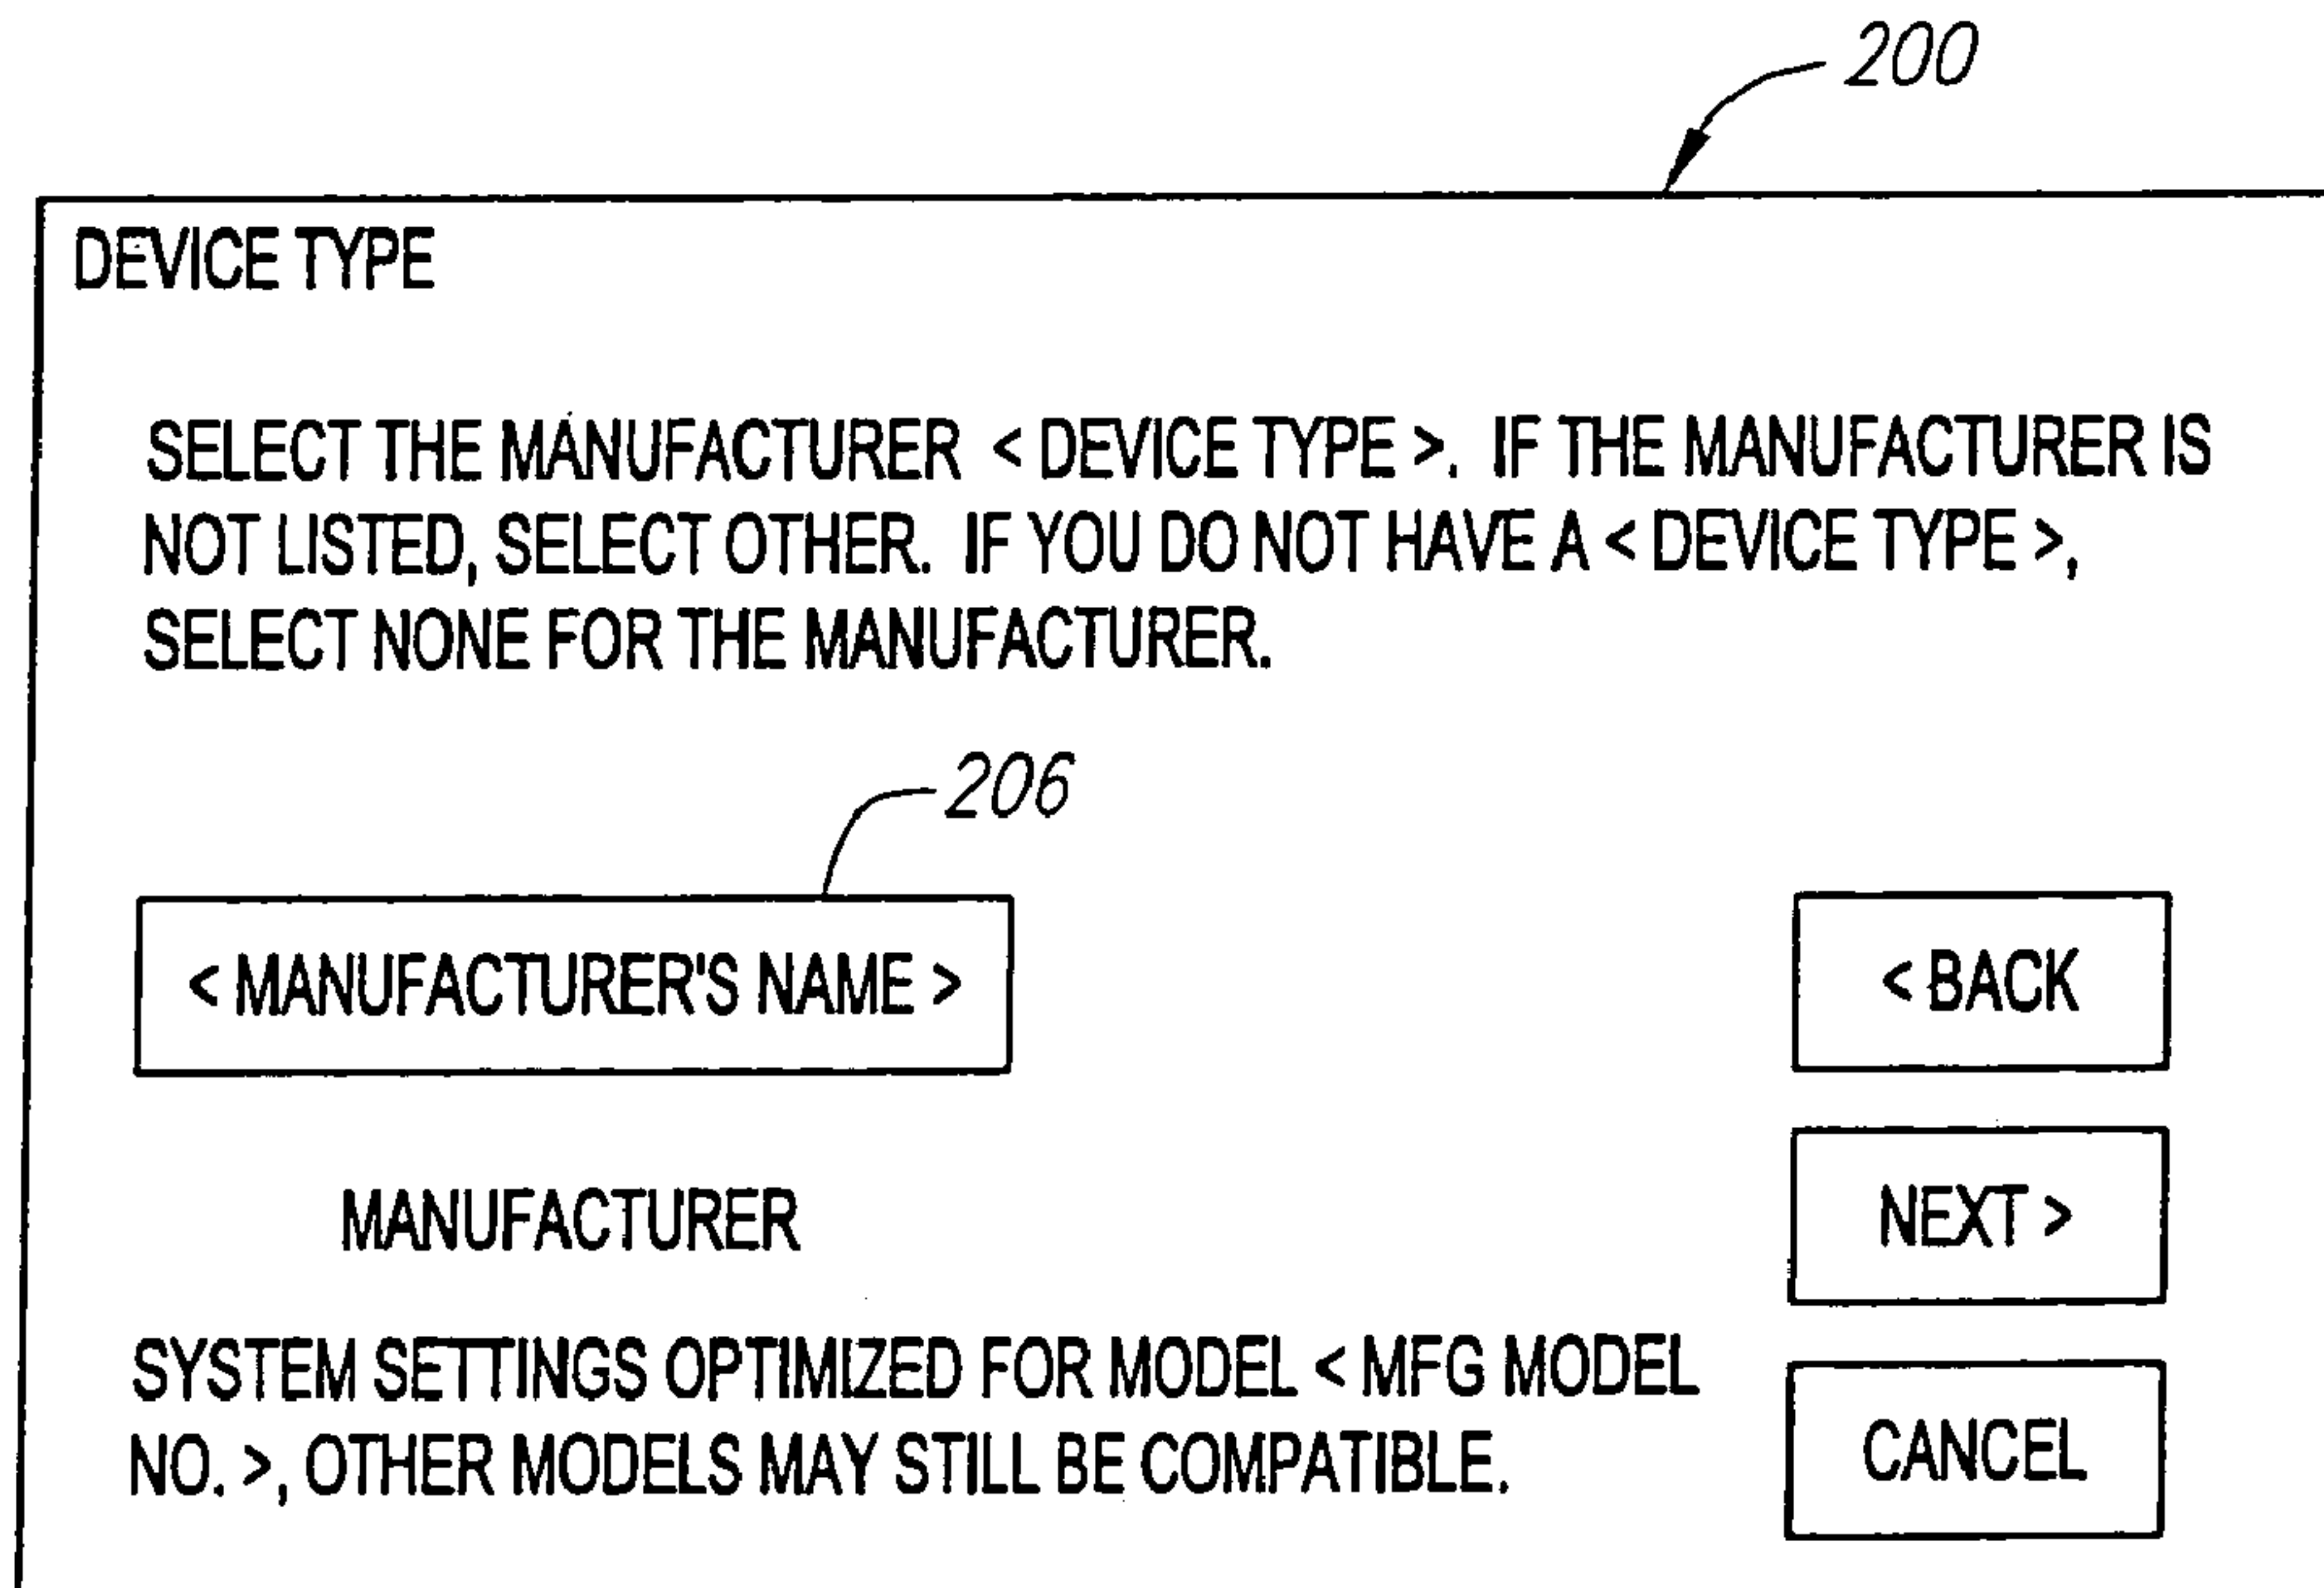 200
DEVICE TYPE
SELECT THE MANUFACTURER < DEVICE TYPE >. IF THE MANUFACTURER IS
NOT LISTED, SELECT OTHER. IF YOU DO NOT HAVE A < DEVICE TYPE >,
SELECT NONE FOR THE MANUFACTURER.
206
< MANUFACTURER'S NAME >
< BACK
MANUFACTURER
NEXT >
SYSTEM SETTINGS OPTIMIZED FOR MODEL < MFG MODEL
NO. >, OTHER MODELS MAY STILL BE COMPATIBLE.
CANCEL